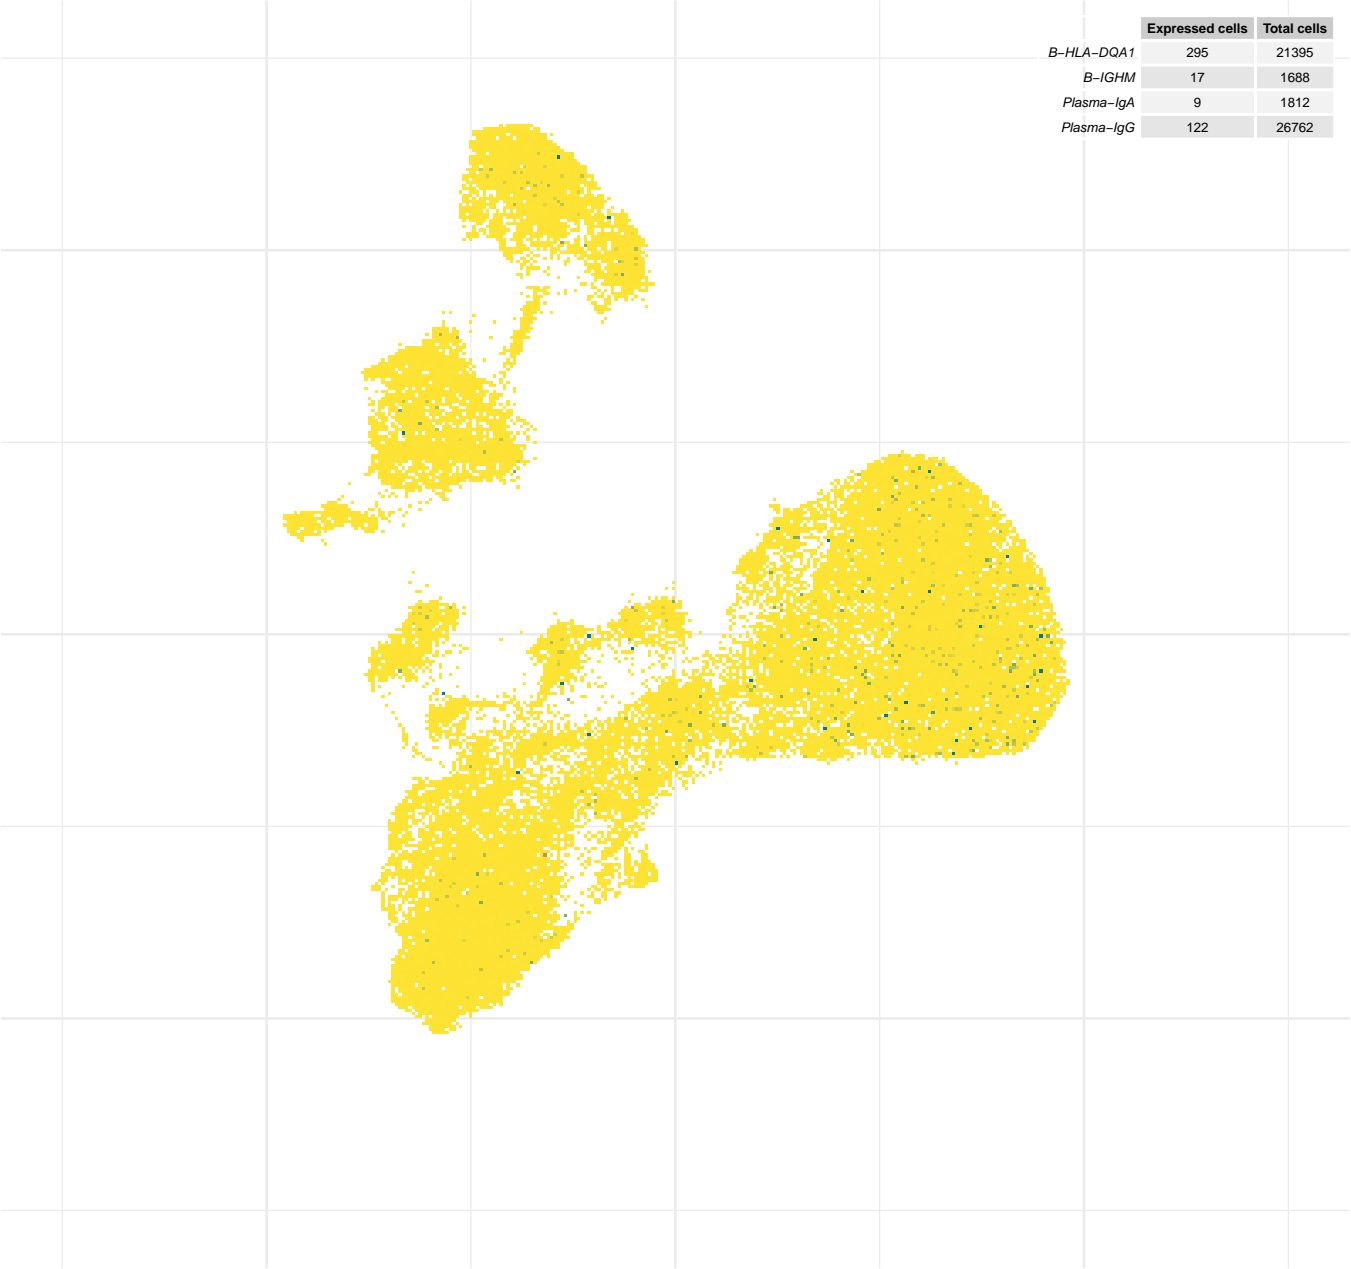 Expressed cells Total cells
B−HLA−DQA1 295 21395
B−IGHM 17 1688
Plasma−IgA 9 1812
Plasma−IgG 122 26762